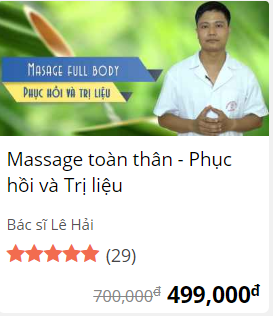 MASAGE FULL BODY
PHỤC HỒI VÀ TRỊ LIỆU
Massage toàn thân - Phục
hồi và Trị liệu
Bác sĩ Lê Hải
(29)
700,000đ 499,000đ